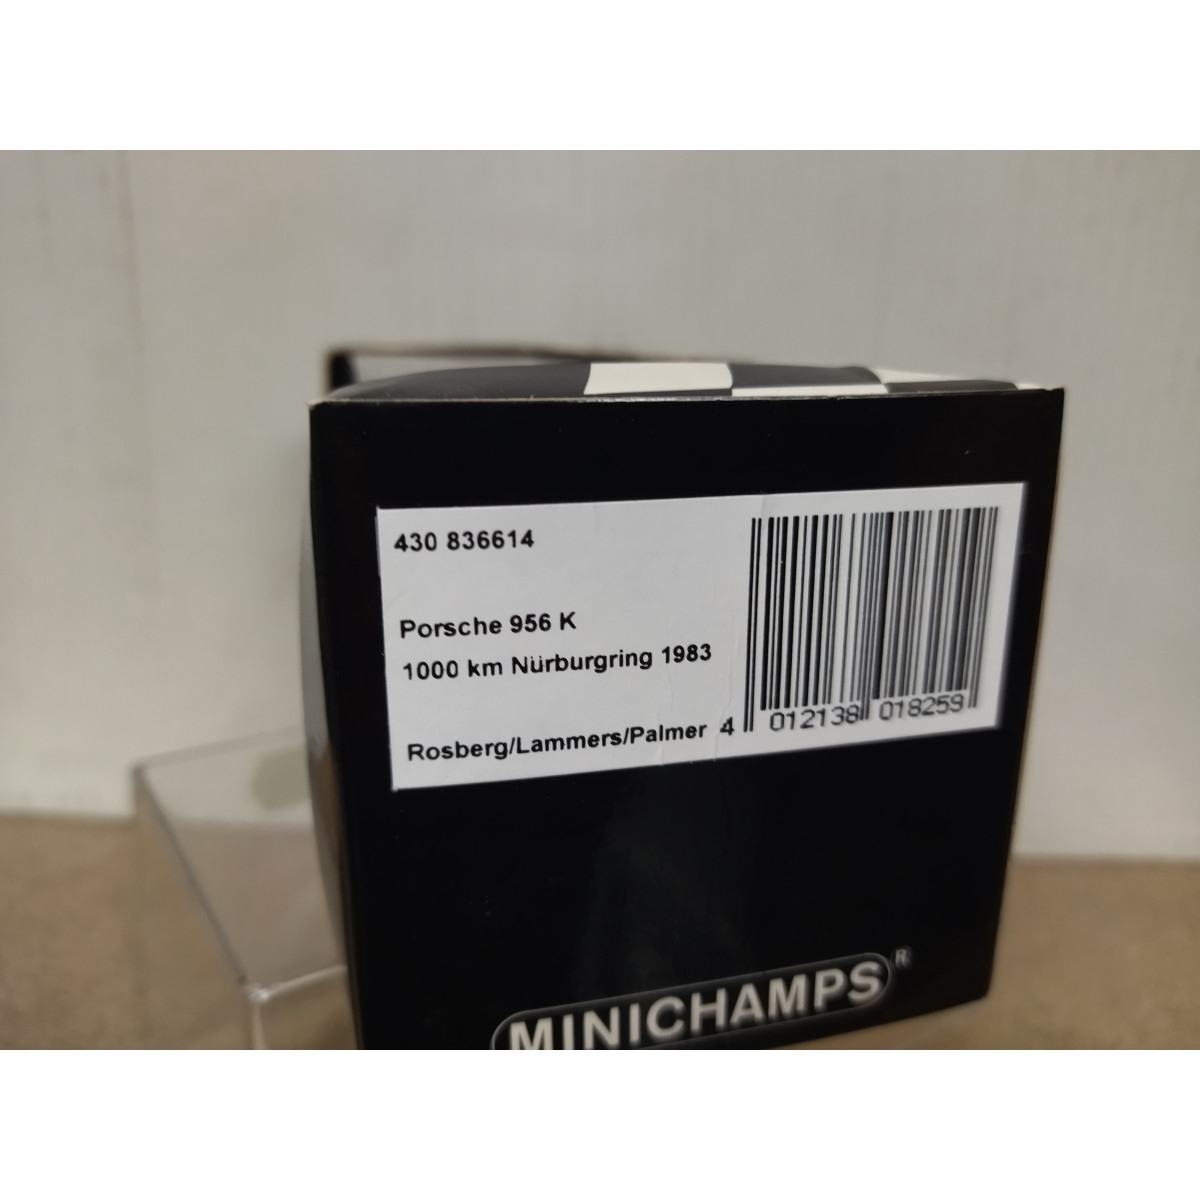 430 836614
Porsche 956 K
1000 km Nürburgring 1983
Rosberg/Lammers/Palmer
4 012138 018259
MINICHAMPS®